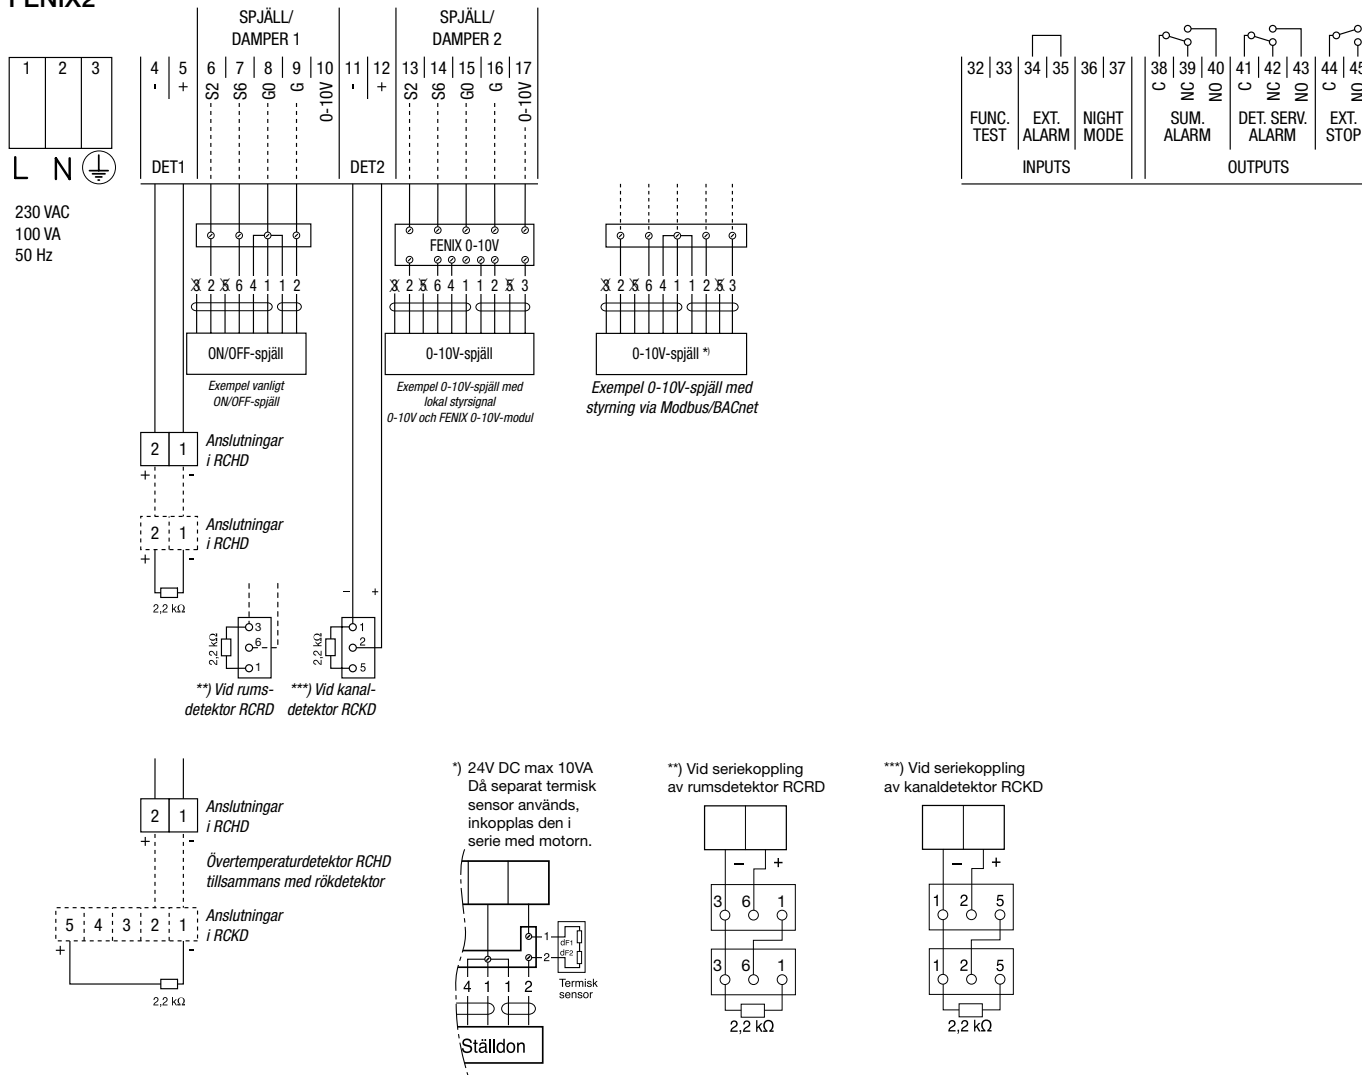 FENIX2
SPJÄLL/
DAMPER 1
SPJÄLL/
DAMPER 2
1 2 3
4 5 6 7 8 9 10 11 12 13 14 15 16 17
- + S2 S6 G0 G 0-10V - + S2 S6 G0 G 0-10V
DET1 DET2
L N
230 VAC
100 VA
50 Hz
32 33 34 35 36 37 38 39 40 41 42 43 44 45
C NC NO C NC NO C NO
FUNC.
TEST
EXT.
ALARM
NIGHT
MODE
SUM.
ALARM
DET. SERV.
ALARM
EXT.
STOP
INPUTS OUTPUTS
FENIX 0-10V
3 2 5 6 4 1 1 2
3 2 5 6 4 1 1 2 5 3
3 2 5 6 4 1 1 2 5 3
ON/OFF-spjäll
0-10V-spjäll
0-10V-spjäll *)
Exempel vanligt
ON/OFF-spjäll
Exempel 0-10V-spjäll med
lokal styrsignal
0-10V och FENIX 0-10V-modul
Exempel 0-10V-spjäll med
styrning via Modbus/BACnet
2 1
+ -
Anslutningar
i RCHD
2 1
+ -
Anslutningar
i RCHD
2,2 kΩ
- +
2,2 kΩ
3
6
1
2,2 kΩ
1
2
5
**) Vid rums-
detektor RCRD
***) Vid kanal-
detektor RCKD
2 1
+ -
Anslutningar
i RCHD
Övertemperaturdetektor RCHD
tillsammans med rökdetektor
5 4 3 2 1
+ -
Anslutningar
i RCKD
2,2 kΩ
*) 24V DC max 10VA
Då separat termisk
sensor används,
inkopplas den i
serie med motorn.
1
2
dF1
dF2
4 1 1 2
Termisk
sensor
Ställdon
**) Vid seriekoppling
av rumsdetektor RCRD
– +
3 6 1
3 6 1
2,2 kΩ
***) Vid seriekoppling
av kanaldetektor RCKD
– +
1 2 5
1 2 5
2,2 kΩ